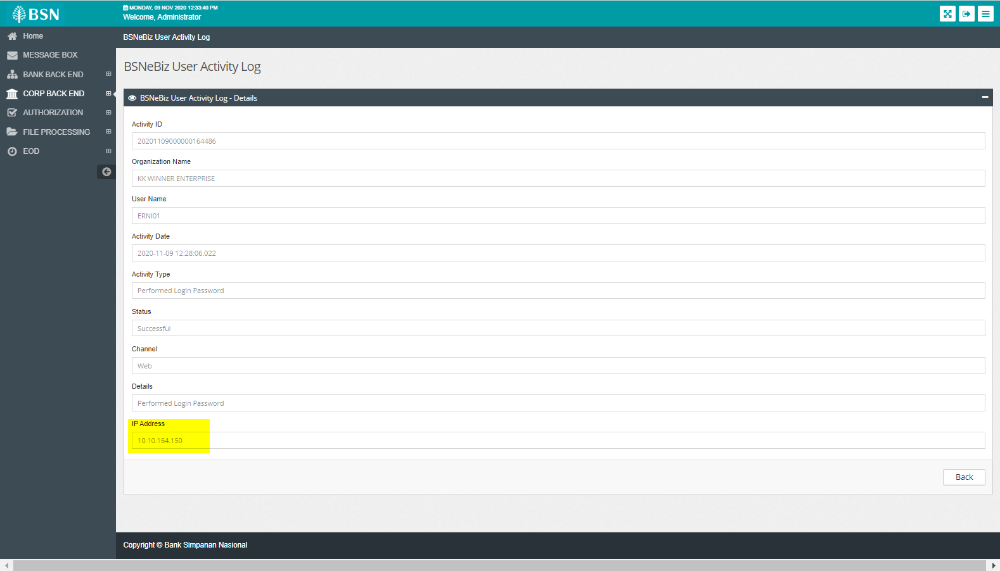 BSN
MONDAY, 09 NOV 2020 12:33:40 PM
Welcome, Administrator
Home
MESSAGE BOX
BANK BACK END
CORP BACK END
AUTHORIZATION
FILE PROCESSING
EOD
BSNeBiz User Activity Log
BSNeBiz User Activity Log
BSNeBiz User Activity Log - Details
Activity ID
20201109000000164486
Organization Name
KK WINNER ENTERPRISE
User Name
ERNI01
Activity Date
2020-11-09 12:28:06.022
Activity Type
Performed Login Password
Status
Successful
Channel
Web
Details
Performed Login Password
IP Address
10.10.164.150
Back
Copyright © Bank Simpanan Nasional